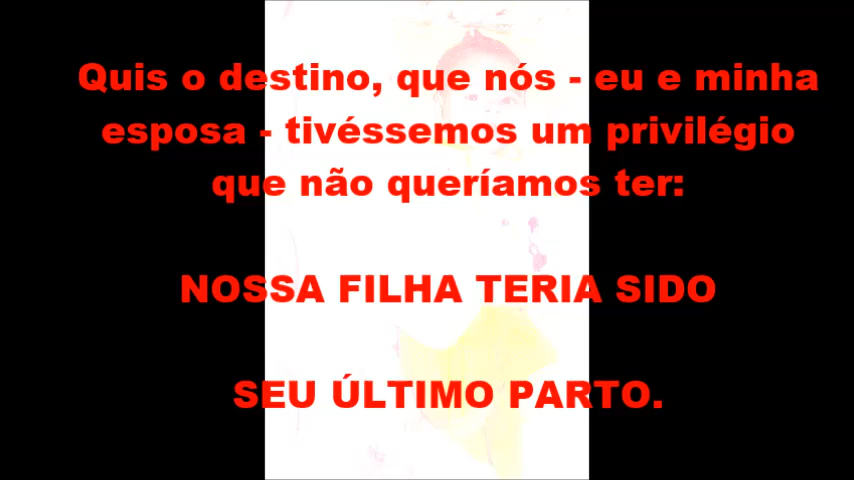 Quis o destino, que nós - eu e minha
esposa - tivéssemos um privilégio
que não queríamos ter:
NOSSA FILHA TERIA SIDO
SEU ÚLTIMO PARTO.